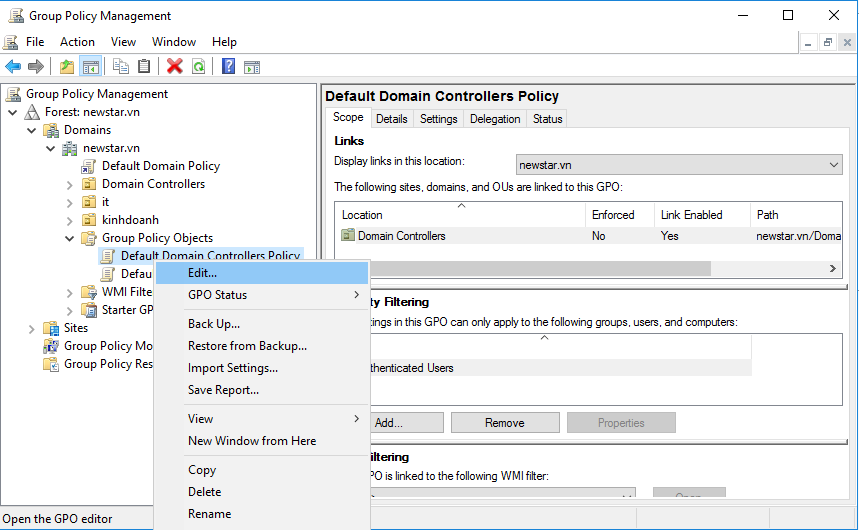 Group Policy Management
File Action View Window Help
Group Policy Management
Forest: newstar.vn
Domains
newstar.vn
Default Domain Policy
Domain Controllers
it
kinhdoanh
Group Policy Objects
Default Domain Controllers Policy
Defau
WMI Filte
Starter GP
Sites
Group Policy Mo
Group Policy Res
Edit...
GPO Status
Back Up...
Restore from Backup...
Import Settings...
Save Report...
View
New Window from Here
Copy
Delete
Rename
Default Domain Controllers Policy
Scope Details Settings Delegation Status
Links
Display links in this location: newstar.vn
The following sites, domains, and OUs are linked to this GPO:
Location Enforced Link Enabled Path
Domain Controllers No Yes newstar.vn/Doma
ty Filtering
tings in this GPO can only apply to the following groups, users, and computers:
thenticated Users
Add... Remove Properties
ltering
PO is linked to the following WMI filter:
Open the GPO editor